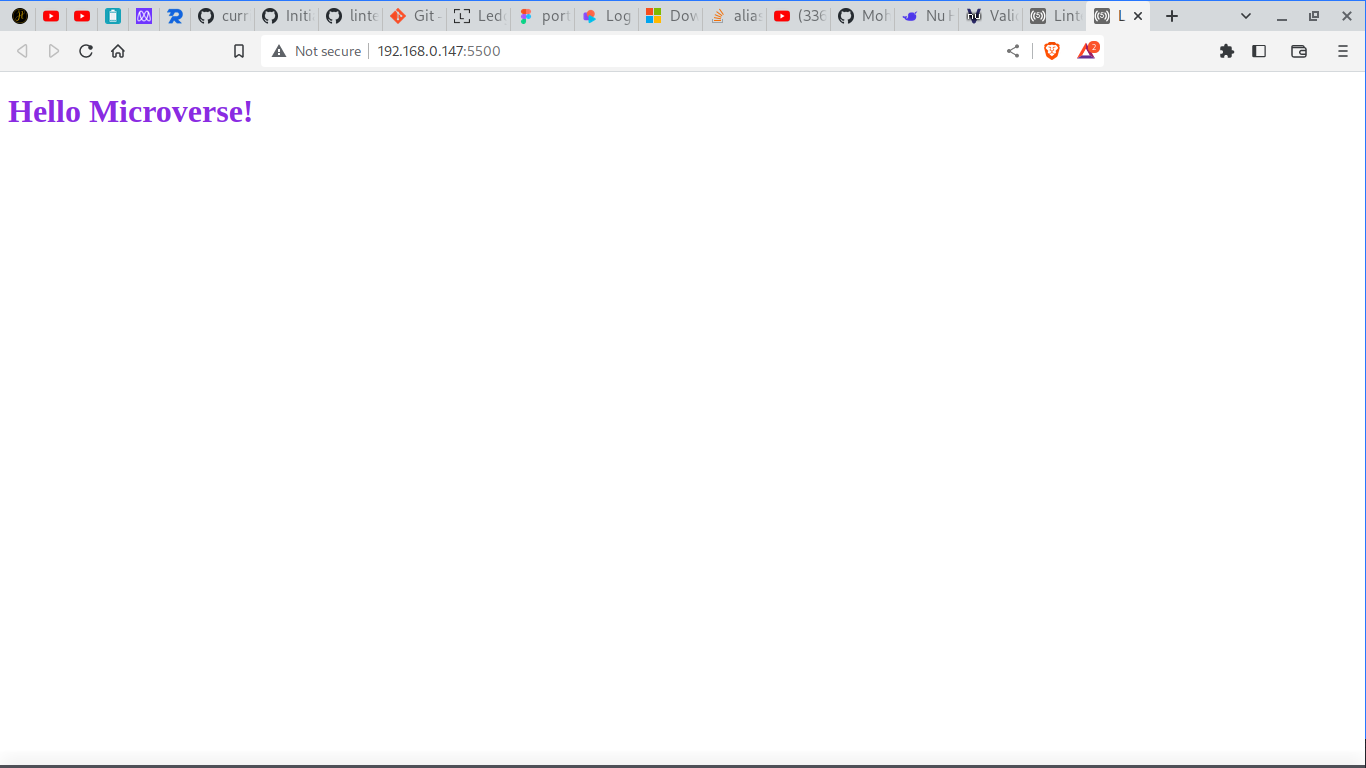 curr Initi linte Git - Led port Log Dow alias (336 Moh Nu H Vali Lint L
Not secure 192.168.0.147:5500 2
Hello Microverse!